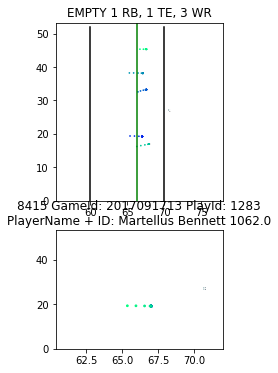 EMPTY 1 RB, 1 TE, 3 WR
50
40
30
20
10
0
60 65 70 75
8415 GameId: 2017091713 PlayId: 1283
PlayerName + ID: Martellus Bennett 1062.0
40
20
0
62.5 65.0 67.5 70.0